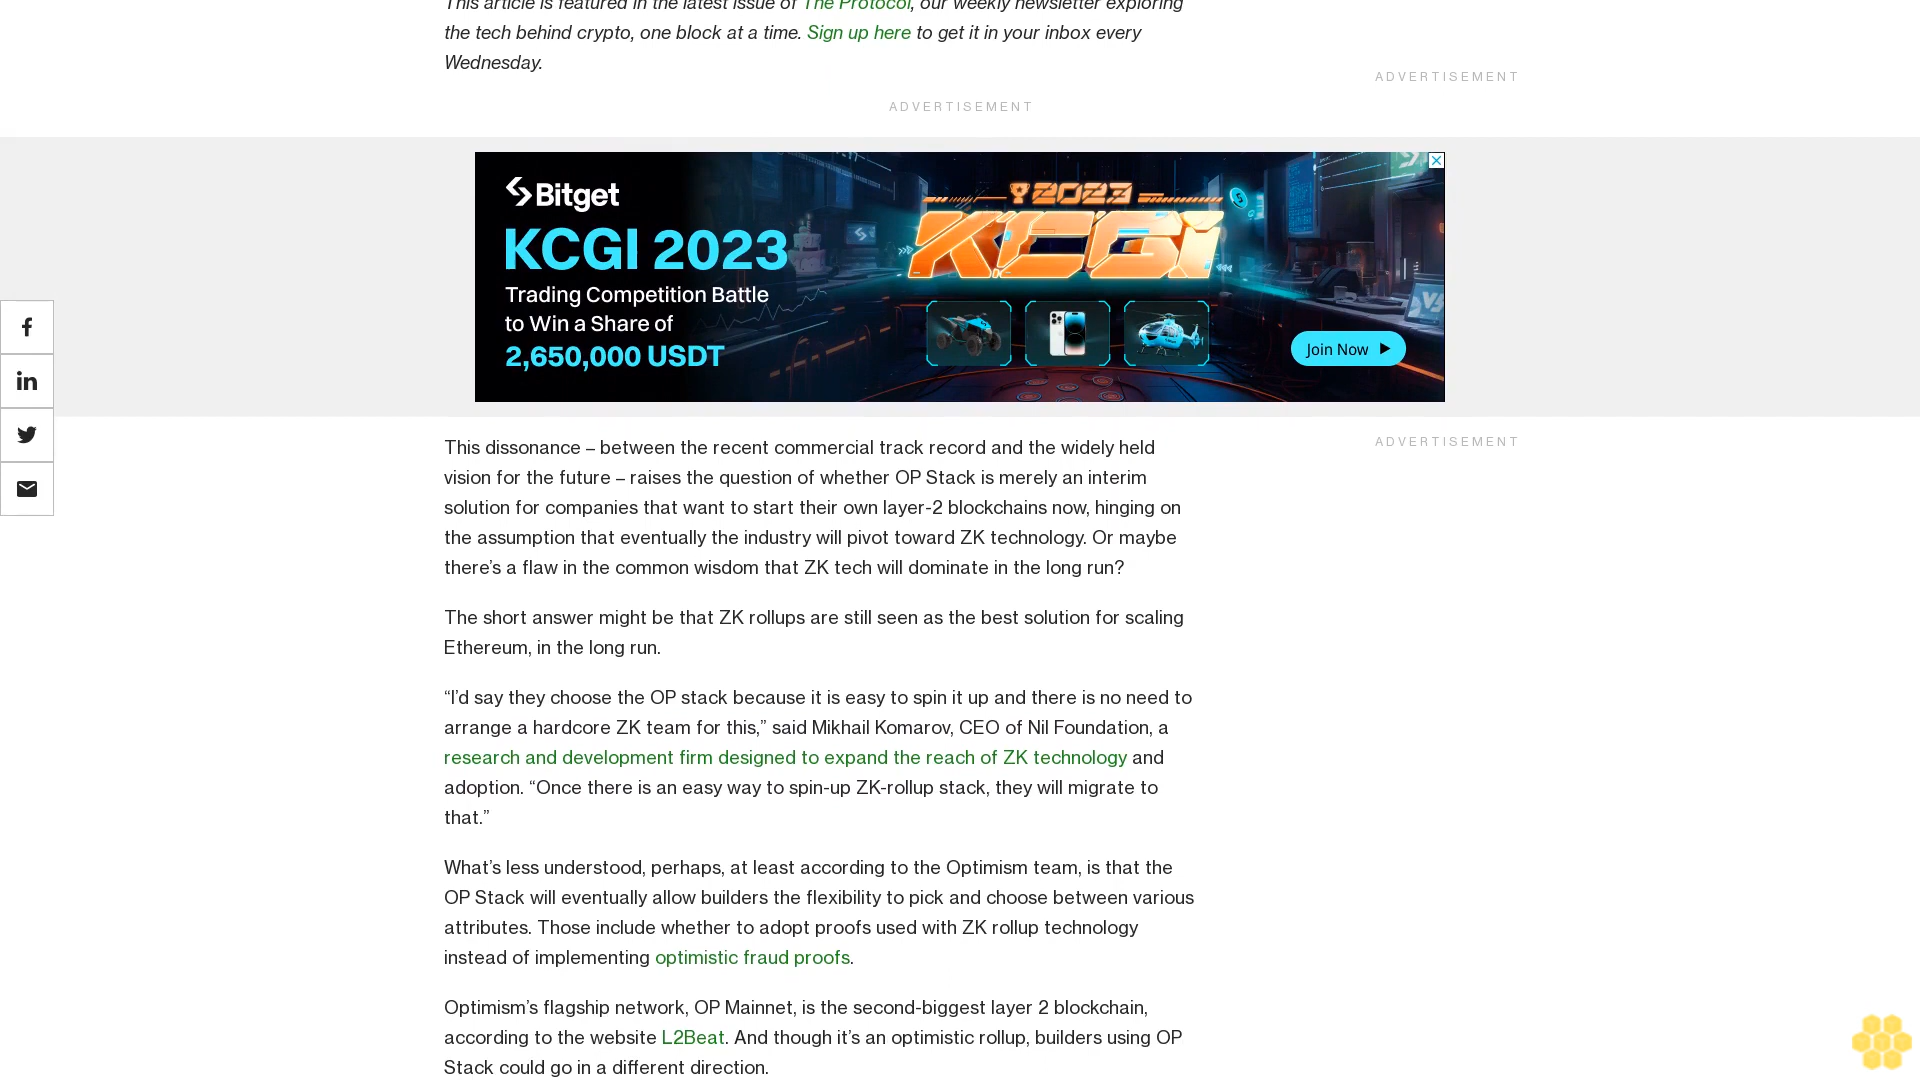 This article is featured in the latest issue of The Protocol, our weekly newsletter exploring
the tech behind crypto, one block at a time. Sign up here to get it in your inbox every
Wednesday.
ADVERTISEMENT
ADVERTISEMENT
Bitget
KCGI 2023
Trading Competition Battle
to Win a Share of
2,650,000 USDT
2023
KCGI
Join Now
This dissonance – between the recent commercial track record and the widely held
vision for the future – raises the question of whether OP Stack is merely an interim
solution for companies that want to start their own layer-2 blockchains now, hinging on
the assumption that eventually the industry will pivot toward ZK technology. Or maybe
there’s a flaw in the common wisdom that ZK tech will dominate in the long run?
ADVERTISEMENT
The short answer might be that ZK rollups are still seen as the best solution for scaling
Ethereum, in the long run.
“I’d say they choose the OP stack because it is easy to spin it up and there is no need to
arrange a hardcore ZK team for this,” said Mikhail Komarov, CEO of Nil Foundation, a
research and development firm designed to expand the reach of ZK technology and
adoption. “Once there is an easy way to spin-up ZK-rollup stack, they will migrate to
that.”
What’s less understood, perhaps, at least according to the Optimism team, is that the
OP Stack will eventually allow builders the flexibility to pick and choose between various
attributes. Those include whether to adopt proofs used with ZK rollup technology
instead of implementing optimistic fraud proofs.
Optimism’s flagship network, OP Mainnet, is the second-biggest layer 2 blockchain,
according to the website L2Beat. And though it’s an optimistic rollup, builders using OP
Stack could go in a different direction.